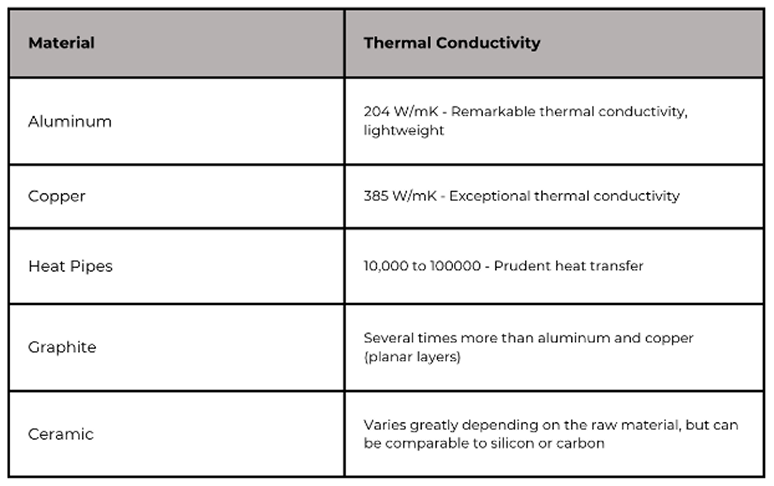 Material
Thermal Conductivity
Aluminum
204 W/mK - Remarkable thermal conductivity,
lightweight
Copper
385 W/mK - Exceptional thermal conductivity
Heat Pipes
10,000 to 100000 - Prudent heat transfer
Graphite
Several times more than aluminum and copper
(planar layers)
Ceramic
Varies greatly depending on the raw material, but can
be comparable to silicon or carbon